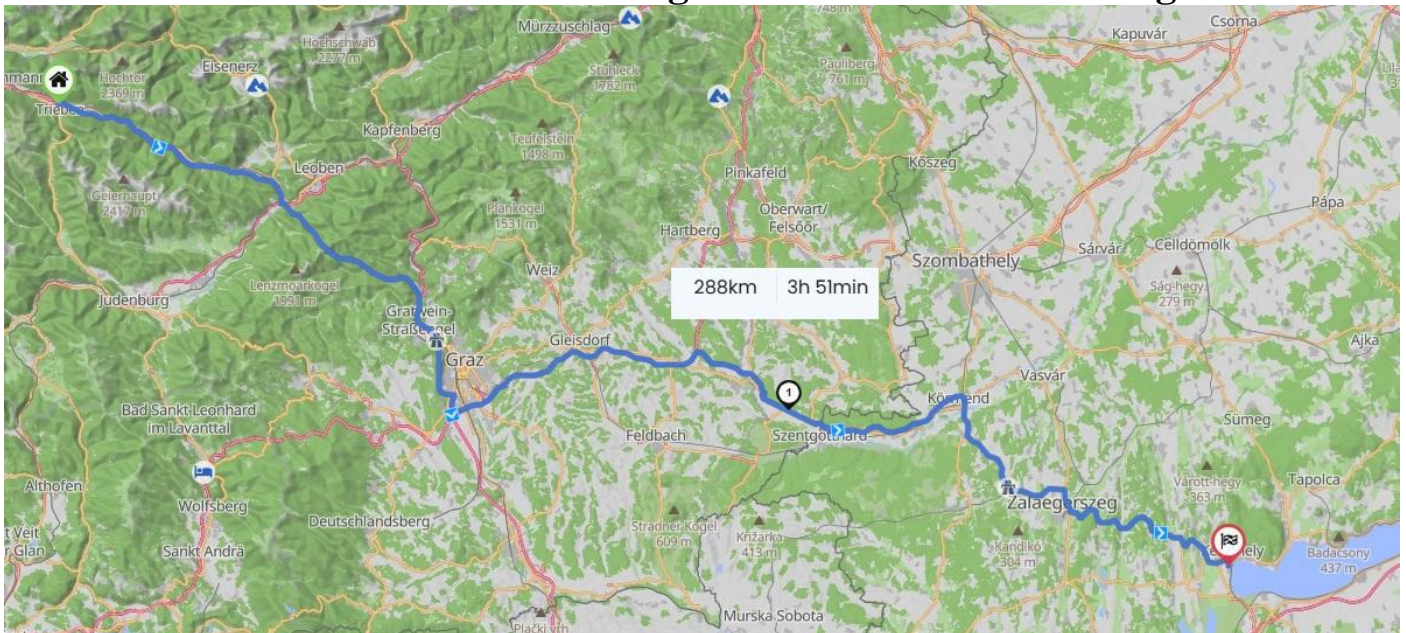 Csorna
Kapuvár
Mürzzuschlag
Hochschwab
2277 m
Pauliberg
761 m
Eisenerz
Hochtor
2369 m
Stuhleck
1782 m
Trieben
Kapfenberg
Teufelstein
1498 m
Leoben
Kőszeg
Pinkafeld
Geierhaupt
2417 m
Pápa
Plankogel
1531 m
Oberwart/
Felsőőr
Hartberg
Sárvár
Celldömölk
Szombathely
Weiz
Lenzmoarkogel
1991 m
Ság-hegy
279 m
Judenburg
288km
3h 51min
Gratwein-
Straßengel
Gleisdorf
Ajka
Graz
Vasvár
1
Körmend
Bad Sankt Leonhard
im Lavanttal
Sümeg
Feldbach
Szentgotthárd
Althofen
Várott-hegy
363 m
Tapolca
Wolfsberg
Zalaegerszeg
Deutschlandsberg
Stradner Kogel
609 m
Križarka
413 m
Sankt Andrä
Kandikó
304 m
Keszthely
Badacsony
437 m
Murska Sobota